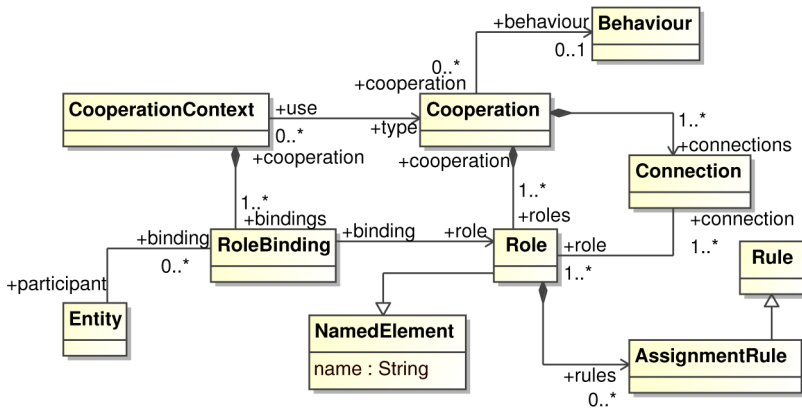 +behaviour
Behaviour
0..1
0..*
+cooperation
CooperationContext
+use
0..*
+type
Cooperation
+cooperation
+cooperation
1..*
+connections
Connection
1..*
+bindings
1..*
+roles
+connection
1..*
+binding
0..*
RoleBinding
+binding
+role
Role
+role
1..*
Rule
+participant
Entity
NamedElement
name : String
AssignmentRule
+rules
0..*